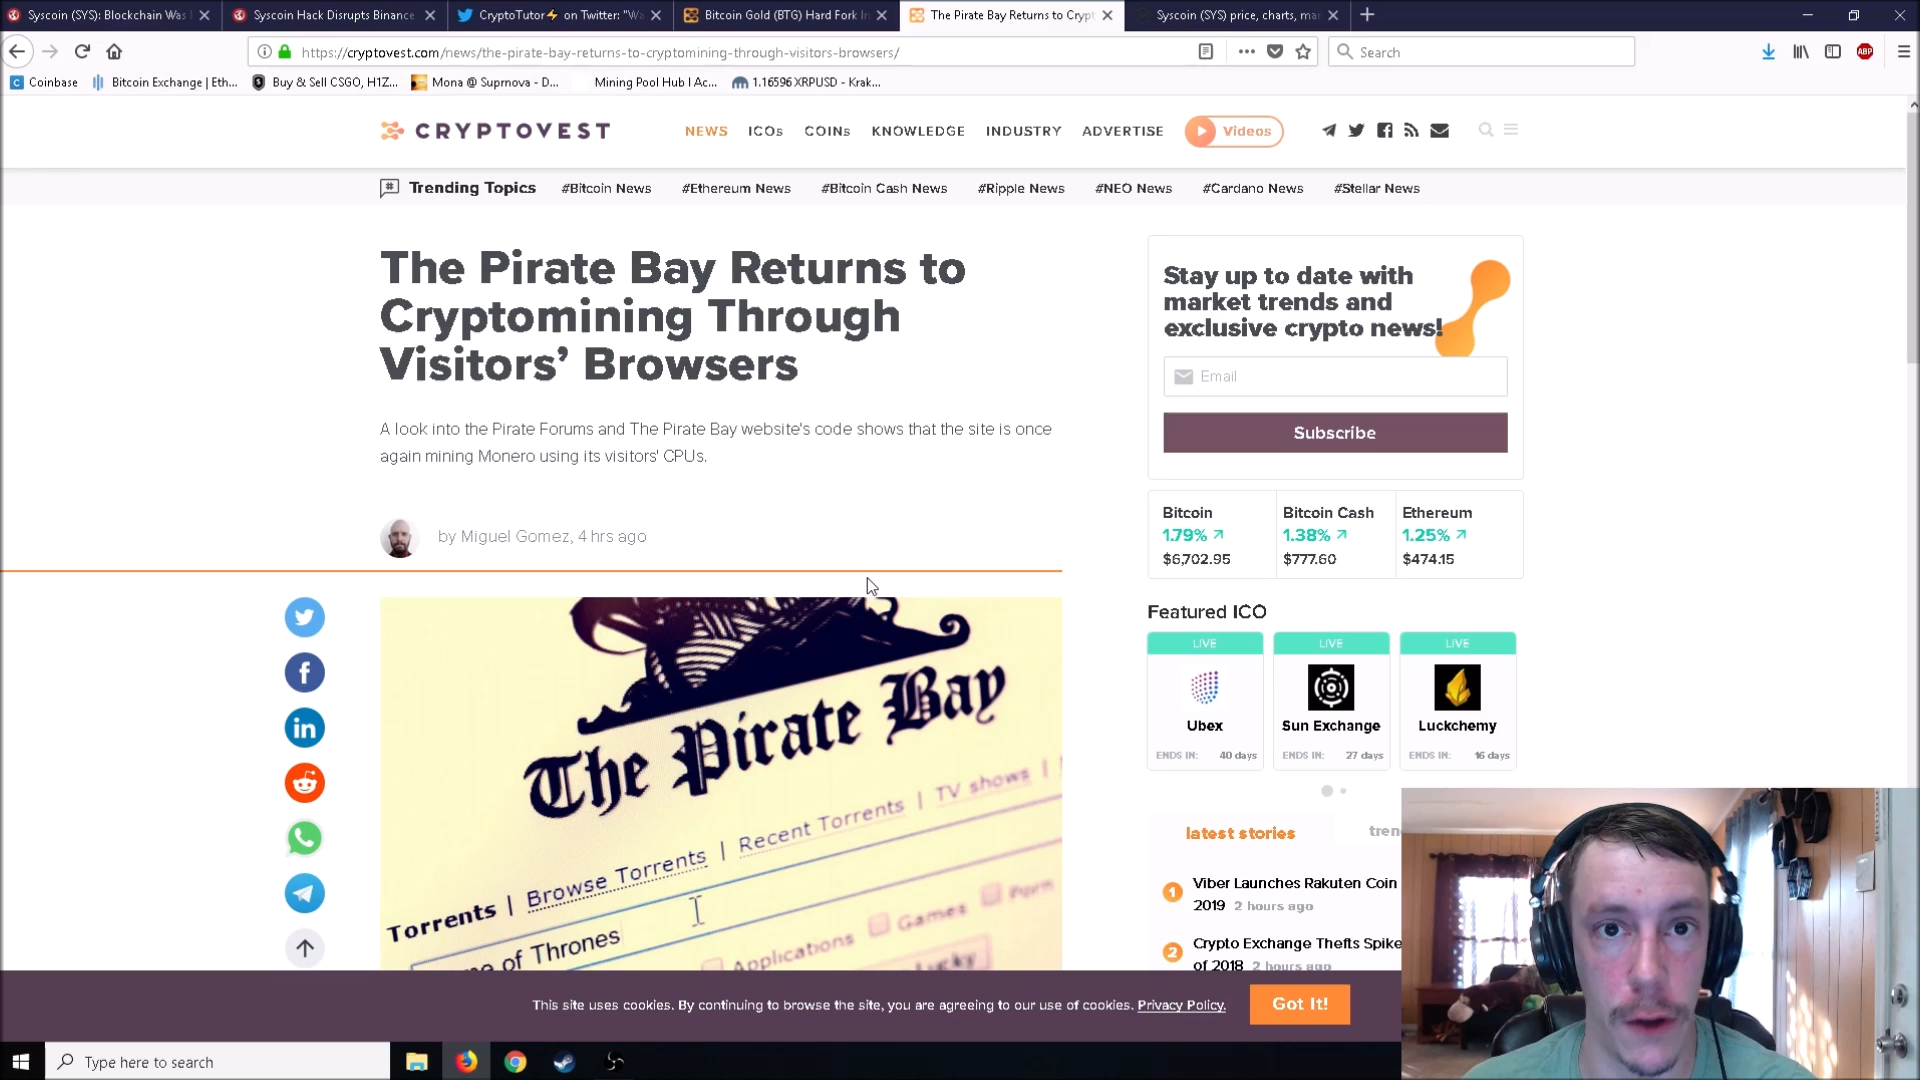 Syscoin (SYS): Blockchain Was
Syscoin Hack Disrupts Binance
CryptoTutor⚡ on Twitter: "Wa
Bitcoin Gold (BTG) Hard Fork In
The Pirate Bay Returns to Crypt
Syscoin (SYS) price, charts, ma
https://cryptovest.com/news/the-pirate-bay-returns-to-cryptomining-through-visitors-browsers/
Search
ABP
Coinbase
Bitcoin Exchange | Eth...
Buy & Sell CSGO, H1Z...
Mona @ Suprnova - D...
Mining Pool Hub | Ac...
1.16596 XRPUSD - Krak...
CRYPTOVEST
NEWS
ICOs
COINs
KNOWLEDGE
INDUSTRY
ADVERTISE
Videos
Trending Topics
#Bitcoin News
#Ethereum News
#Bitcoin Cash News
#Ripple News
#NEO News
#Cardano News
#Stellar News
The Pirate Bay Returns to
Cryptomining Through
Visitors’ Browsers
A look into the Pirate Forums and The Pirate Bay website's code shows that the site is once
again mining Monero using its visitors' CPUs.
by Miguel Gomez, 4 hrs ago
Stay up to date with
market trends and
exclusive crypto news!
Email
Subscribe
Bitcoin
1.79%
$6,702.95
Bitcoin Cash
1.38%
$777.60
Ethereum
1.25%
$474.15
Featured ICO
LIVE
Ubex
ENDS IN: 40 days
LIVE
Sun Exchange
ENDS IN: 27 days
LIVE
Luckchemy
ENDS IN: 16 days
latest stories
tren
1
Viber Launches Rakuten Coin
2019 2 hours ago
2
Crypto Exchange Thefts Spike
of 2018 2 hours ago
The Pirate Bay
Torrents | Browse Torrents | Recent Torrents | TV shows |
of Thrones
Applications
Games
Porn
Lucky
This site uses cookies. By continuing to browse the site, you are agreeing to our use of cookies. Privacy Policy.
Got It!
Type here to search